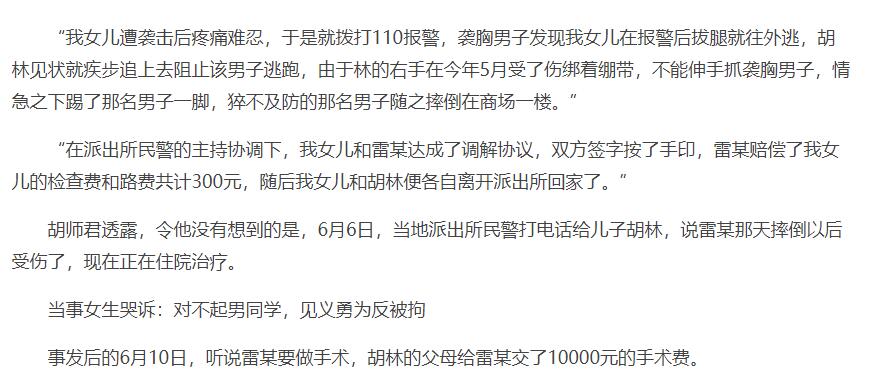 “我女儿遭袭击后疼痛难忍，于是就拨打110报警，袭胸男子发现我女儿在报警后拔腿就往外逃，胡
林见状就疾步追上去阻止该男子逃跑，由于林的右手在今年5月受了伤绑着绷带，不能伸手抓袭胸男子，情
急之下踢了那名男子一脚，猝不及防的那名男子随之摔倒在商场一楼。”
“在派出所民警的主持协调下，我女儿和雷某达成了调解协议，双方签字按了手印，雷某赔偿了我女
儿的检查费和路费共计300元，随后我女儿和胡林便各自离开派出所回家了。”
胡师君透露，令他没有想到的是，6月6日，当地派出所民警打电话给儿子胡林，说雷某那天摔倒以后
受伤了，现在正在住院治疗。
当事女生哭诉：对不起男同学，见义勇为反被拘
事发后的6月10日，听说雷某要做手术，胡林的父母给雷某交了10000元的手术费。